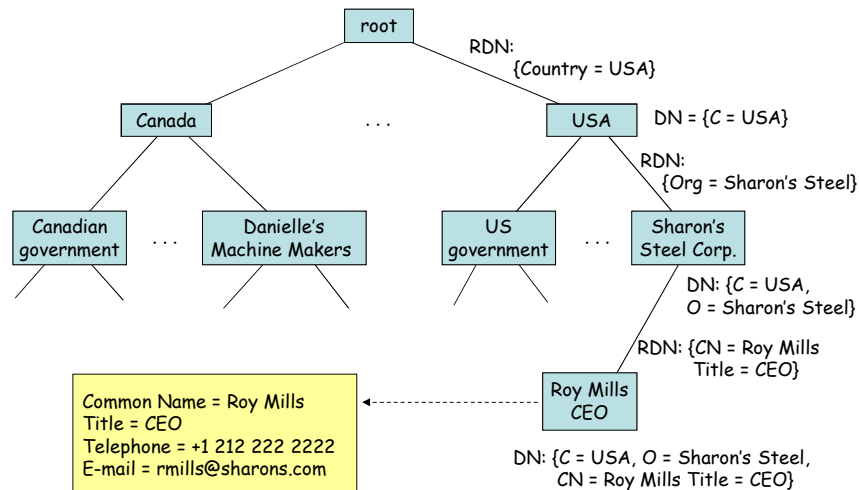 root
RDN:
{Country = USA}
Canada
. . .
USA
DN = {C = USA}
RDN:
{Org = Sharon's Steel}
Canadian
government
. . .
Danielle's
Machine Makers
US
government
. . .
Sharon's
Steel Corp.
DN: {C = USA,
O = Sharon's Steel}
RDN: {CN = Roy Mills
Title = CEO}
Roy Mills
CEO
Common Name = Roy Mills
Title = CEO
Telephone = +1 212 222 2222
E-mail = rmills@sharons.com
DN: {C = USA, O = Sharon's Steel,
CN = Roy Mills Title = CEO}